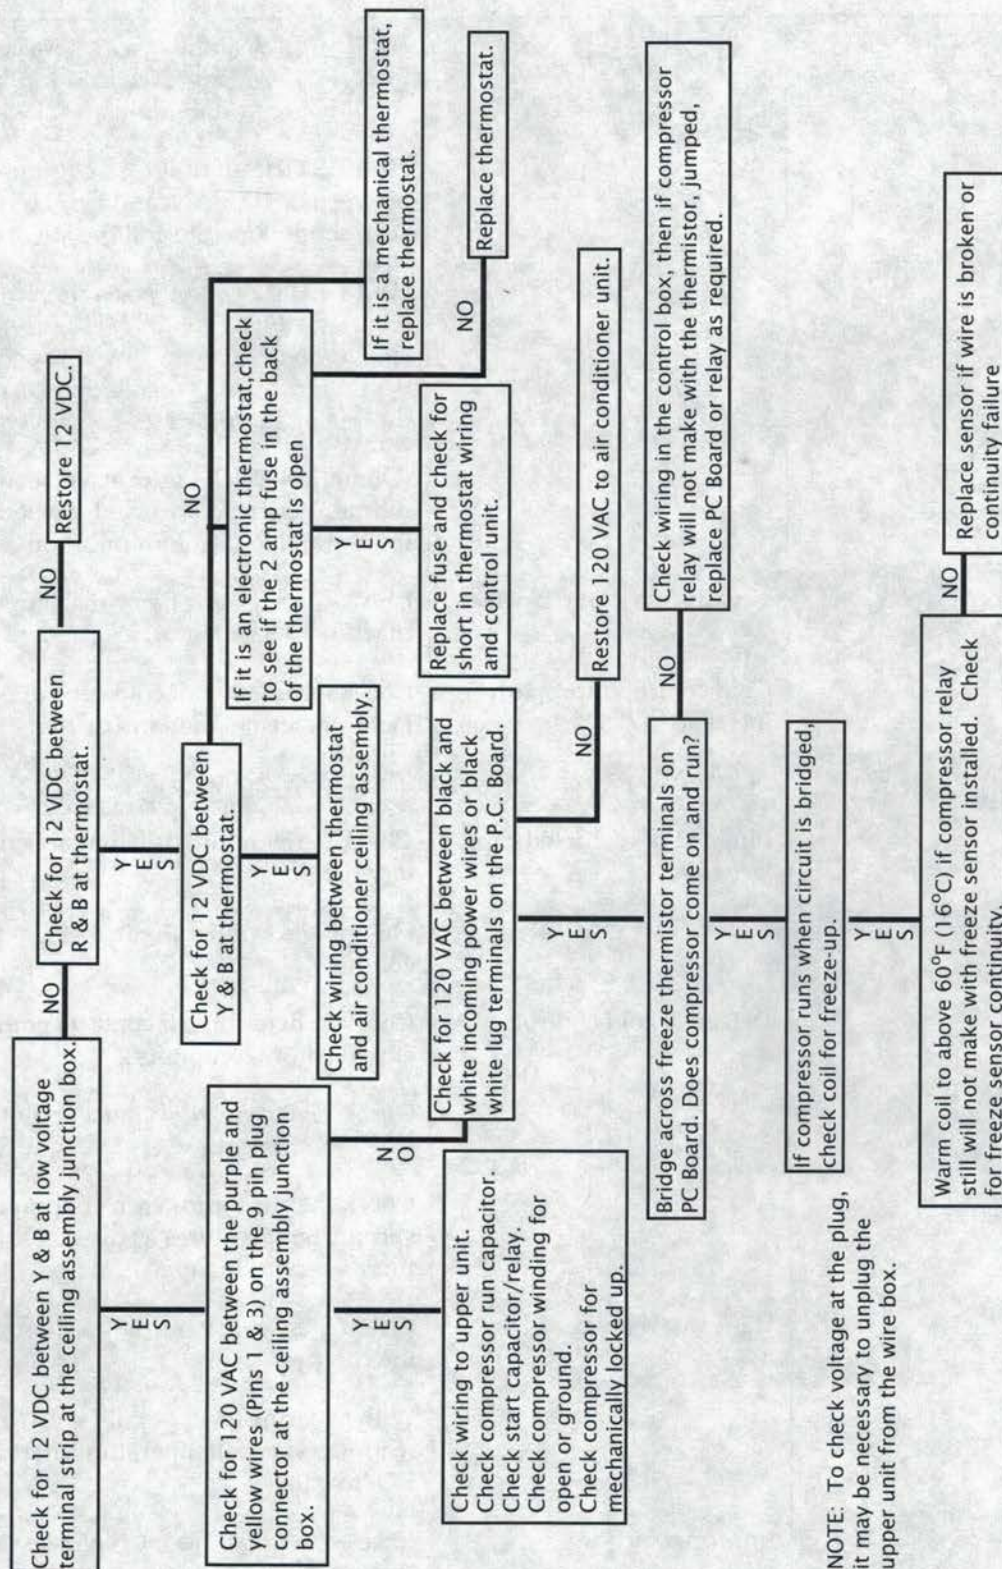 Check for 12 VDC between Y & B at low voltage
terminal strip at the ceiling assembly junction box.
NO
Check for 12 VDC between
R & B at thermostat.
NO
Restore 12 VDC.
YES
Check for 12 VDC between
Y & B at thermostat.
NO
If it is an electronic thermostat,check
to see if the 2 amp fuse in the back
of the thermostat is open
If it is a mechanical thermostat,
replace thermostat.
NO
Replace thermostat.
YES
Replace fuse and check for
short in thermostat wiring
and control unit.
YES
Check wiring between thermostat
and air conditioner ceiling assembly.
YES
Check for 120 VAC between the purple and
yellow wires (Pins 1 & 3) on the 9 pin plug
connector at the ceiling assembly junction
box.
NO
Check for 120 VAC between black and
white incoming power wires or black
white lug terminals on the P.C. Board.
NO
Restore 120 VAC to air conditioner unit.
YES
Check wiring to upper unit.
Check compressor run capacitor.
Check start capacitor/relay.
Check compressor winding for
open or ground.
Check compressor for
mechanically locked up.
YES
Bridge across freeze thermistor terminals on
PC Board. Does compressor come on and run?
NO
Check wiring in the control box, then if compressor
relay will not make with the thermistor, jumped,
replace PC Board or relay as required.
YES
If compressor runs when circuit is bridged,
check coil for freeze-up.
YES
Warm coil to above 60°F (16°C) if compressor relay
still will not make with freeze sensor installed. Check
for freeze sensor continuity.
NO
Replace sensor if wire is broken or
continuity failure
NOTE: To check voltage at the plug,
it may be necessary to unplug the
upper unit from the wire box.